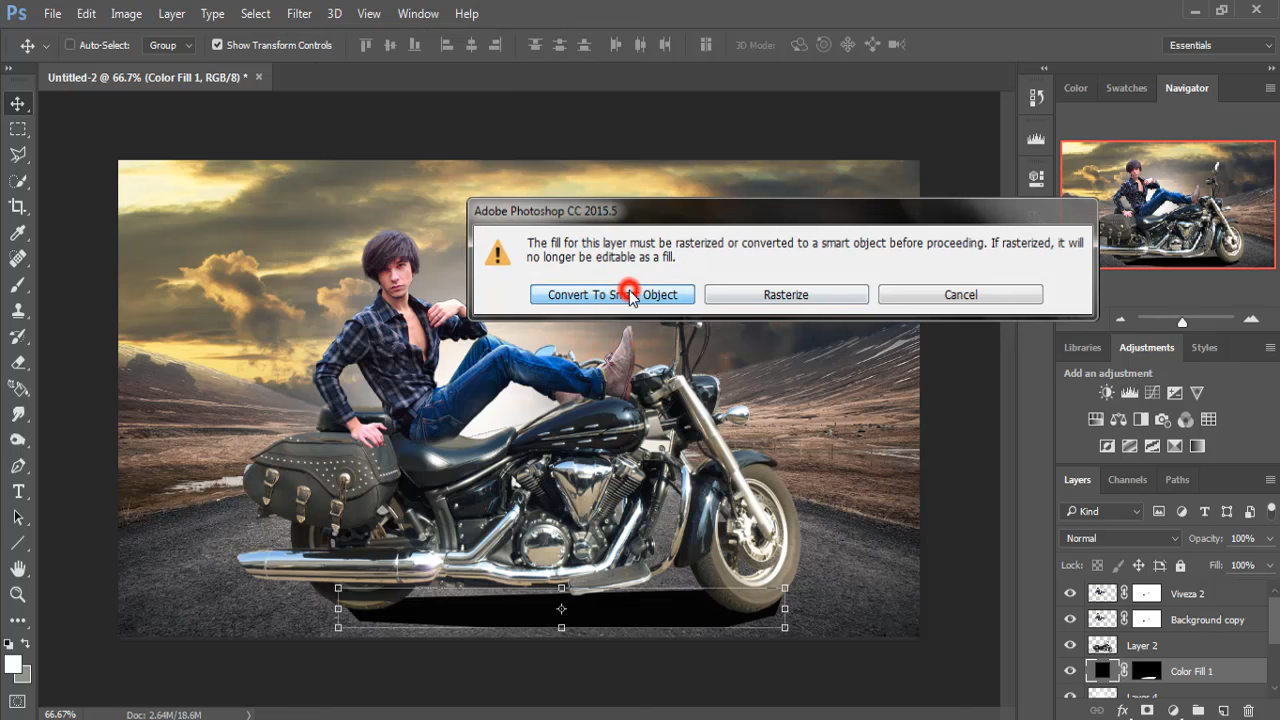 Ps File Edit Image Layer Type Select Filter 3D View Window Help
Auto-Select: Group Show Transform Controls 3D Mode: Essentials
Untitled-2 @ 66.7% (Color Fill 1, RGB/8) * ×
Color Swatches Navigator
Adobe Photoshop CC 2015.5
The fill for this layer must be rasterized or converted to a smart object before proceeding. If rasterized, it will
no longer be editable as a fill.
Convert To Smart Object Rasterize Cancel
Libraries Adjustments Styles
Add an adjustment
Layers Channels Paths
Kind
Normal Opacity: 100%
Lock: Fill: 100%
Viveza 2
Background copy
Layer 2
Color Fill 1
Layer 4
66.67% Doc: 2.64M/18.6M